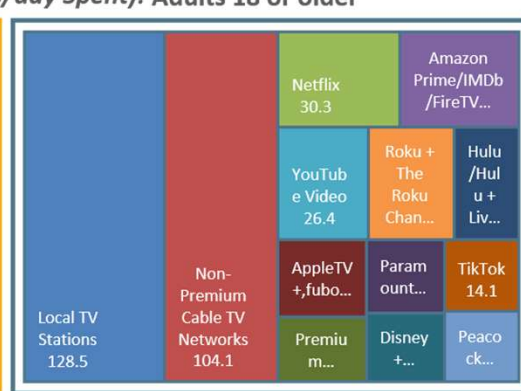 /day Spent): Adults 18 or older
Netflix
30.3
Amazon
Prime/IMDb
/FireTV...
YouTub
e Video
26.4
Roku +
The
Roku
Chan...
Hulu
/Hul
u +
Liv...
Local TV
Stations
128.5
Non-
Premium
Cable TV
Networks
104.1
AppleTV
+,fubo...
Param
ount...
TikTok
14.1
Premiu
m...
Disney
+...
Peaco
ck...